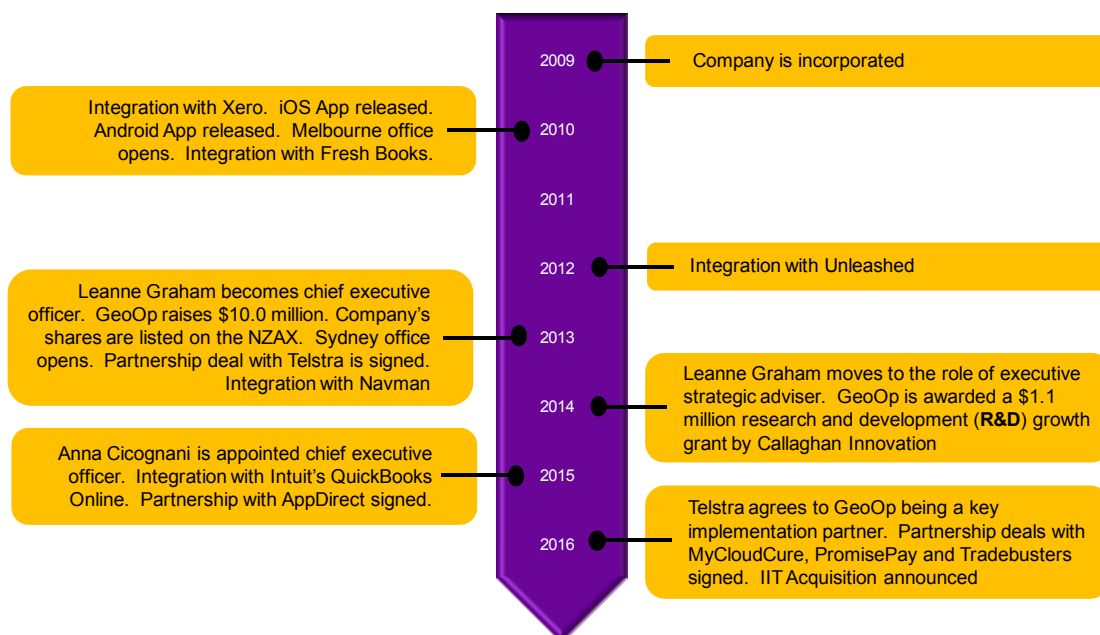 2009
Company is incorporated
Integration with Xero. iOS App released.
Android App released. Melbourne office
opens. Integration with Fresh Books.
2010
2011
2012
Integration with Unleashed
Leanne Graham becomes chief executive
officer. GeoOp raises $10.0 million. Company's
shares are listed on the NZAX. Sydney office
opens. Partnership deal with Telstra is signed.
Integration with Navman
2013
2014
Leanne Graham moves to the role of executive
strategic adviser. GeoOp is awarded a $1.1
million research and development (R&D) growth
grant by Callaghan Innovation
Anna Cicognani is appointed chief executive
officer. Integration with Intuit's QuickBooks
Online. Partnership with AppDirect signed.
2015
2016
Telstra agrees to GeoOp being a key
implementation partner. Partnership deals with
MyCloudCure, PromisePay and Tradebusters
signed. IIT Acquisition announced